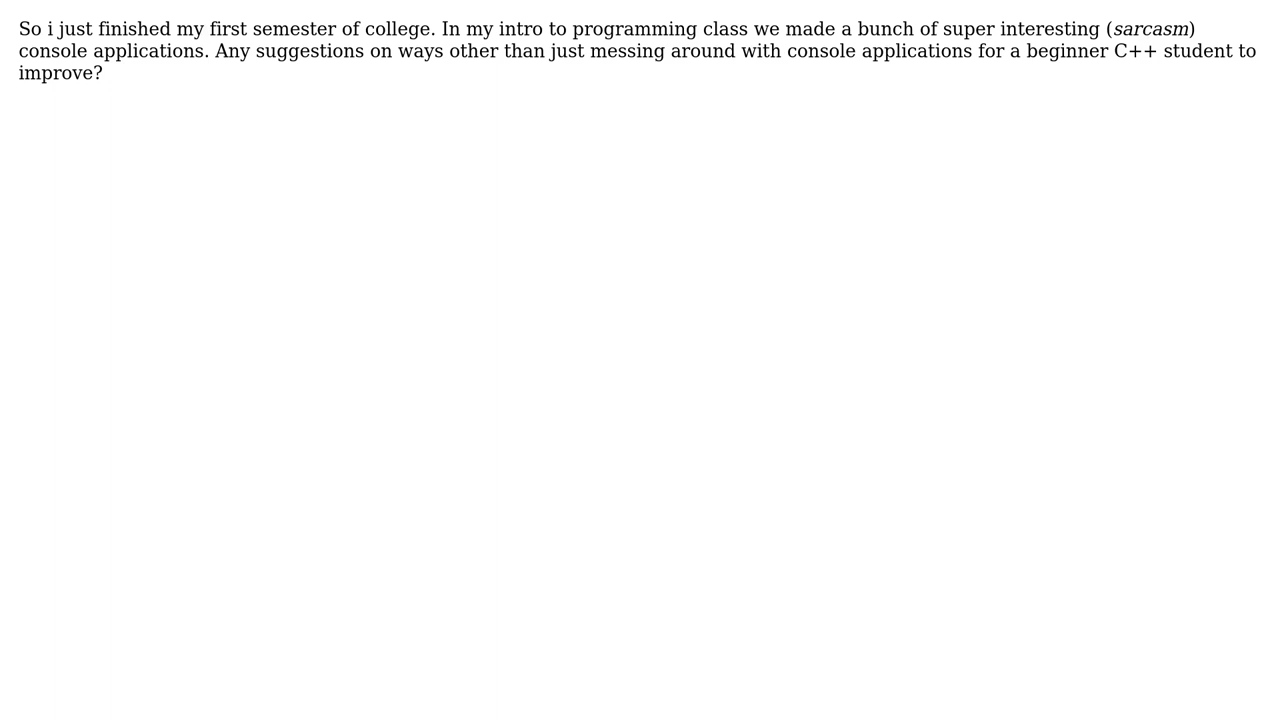 So i just finished my first semester of college. In my intro to programming class we made a bunch of super interesting (sarcasm)
console applications. Any suggestions on ways other than just messing around with console applications for a beginner C++ student to
improve?